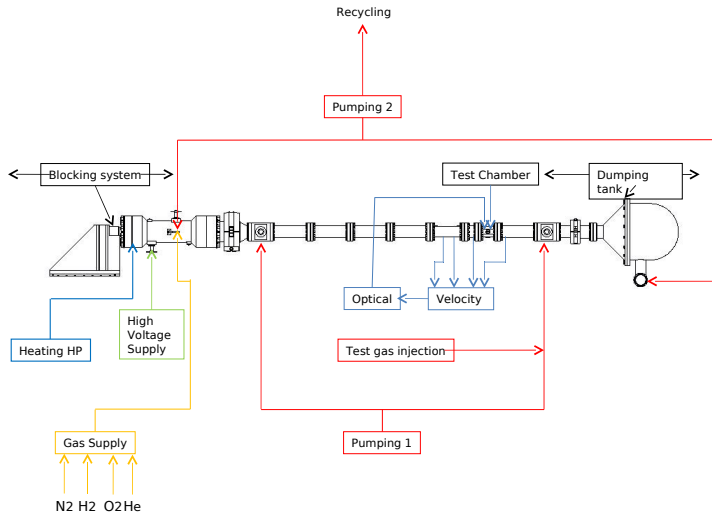 Recycling
Pumping 2
Blocking system
Test Chamber
Dumping
tank
Optical
Velocity
High
Voltage
Supply
Heating HP
Test gas injection
Gas Supply
Pumping 1
N2 H2 O2 He